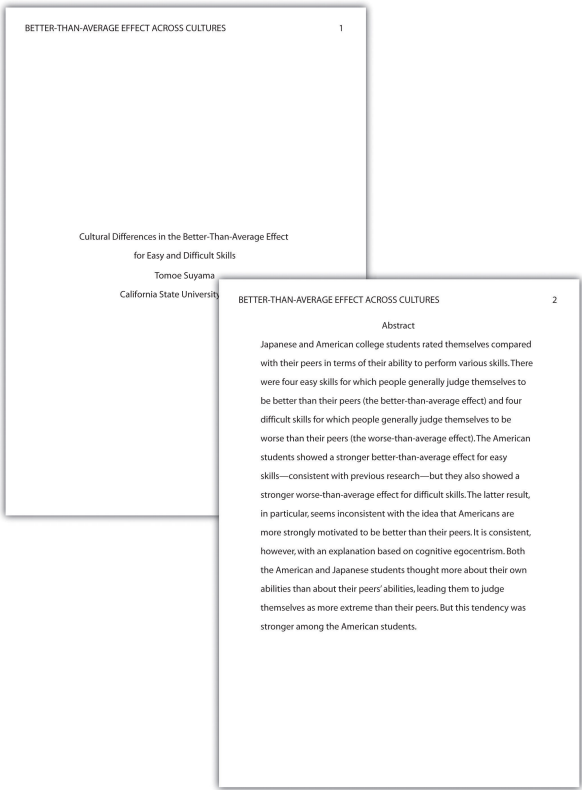 BETTER-THAN-AVERAGE EFFECT ACROSS CULTURES 1
Cultural Differences in the Better-Than-Average Effect
for Easy and Difficult Skills
Tomoe Suyama
California State University
BETTER-THAN-AVERAGE EFFECT ACROSS CULTURES 2
Abstract
Japanese and American college students rated themselves compared
with their peers in terms of their ability to perform various skills. There
were four easy skills for which people generally judge themselves to
be better than their peers (the better-than-average effect) and four
difficult skills for which people generally judge themselves to be
worse than their peers (the worse-than-average effect). The American
students showed a stronger better-than-average effect for easy
skills—consistent with previous research—but they also showed a
stronger worse-than-average effect for difficult skills. The latter result,
in particular, seems inconsistent with the idea that Americans are
more strongly motivated to be better than their peers. It is consistent,
however, with an explanation based on cognitive egocentrism. Both
the American and Japanese students thought more about their own
abilities than about their peers' abilities, leading them to judge
themselves as more extreme than their peers. But this tendency was
stronger among the American students.